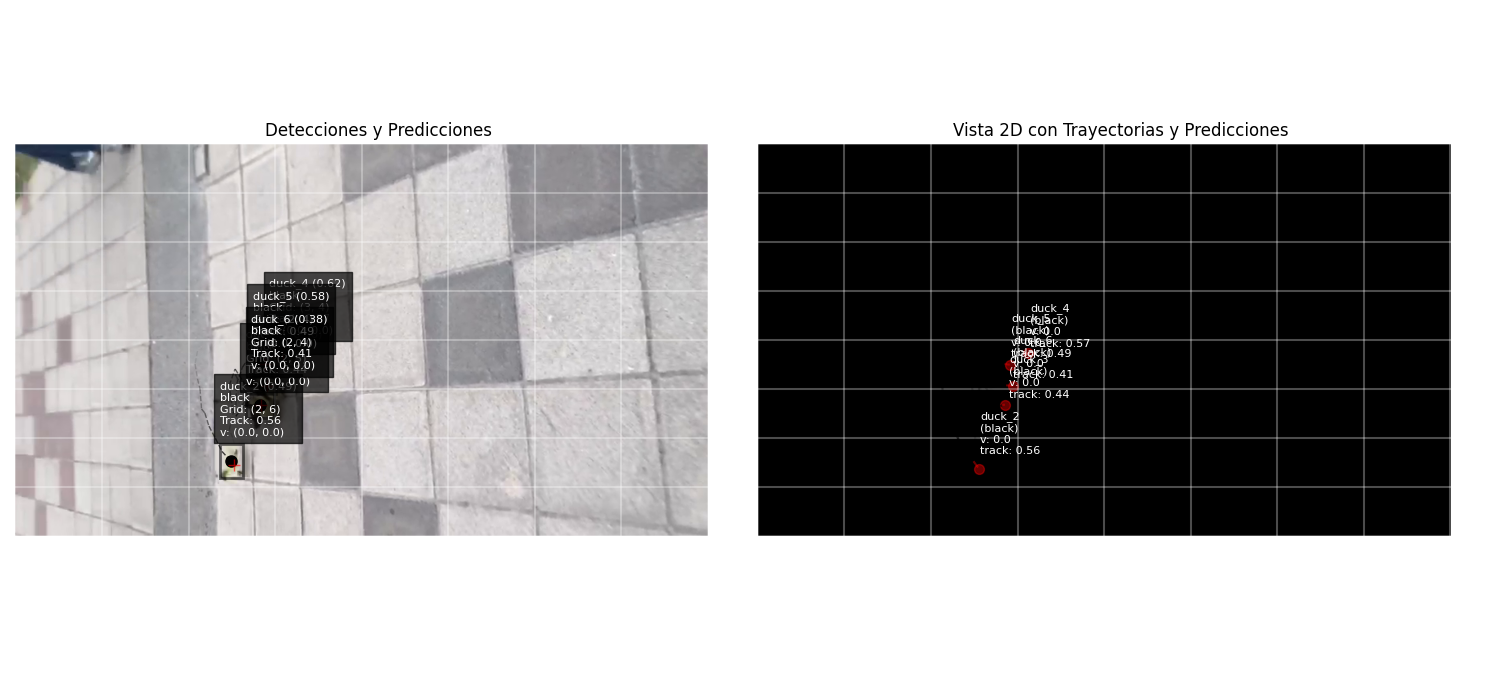 Detecciones y Predicciones
duck_4 (0.62)
duck_5 (0.58)
duck_6 (0.38)
black
Grid: (2, 4)
Track: 0.41
v: (0.0, 0.0)
v: (0.0, 0.0)
black
Grid: (2, 6)
Track: 0.56
v: (0.0, 0.0)
Vista 2D con Trayectorias y Predicciones
duck_4
(black)
v: 0.0
track: 0.57
track: 0.49
track: 0.41
(black)
v: 0.0
track: 0.44
duck_2
(black)
v: 0.0
track: 0.56